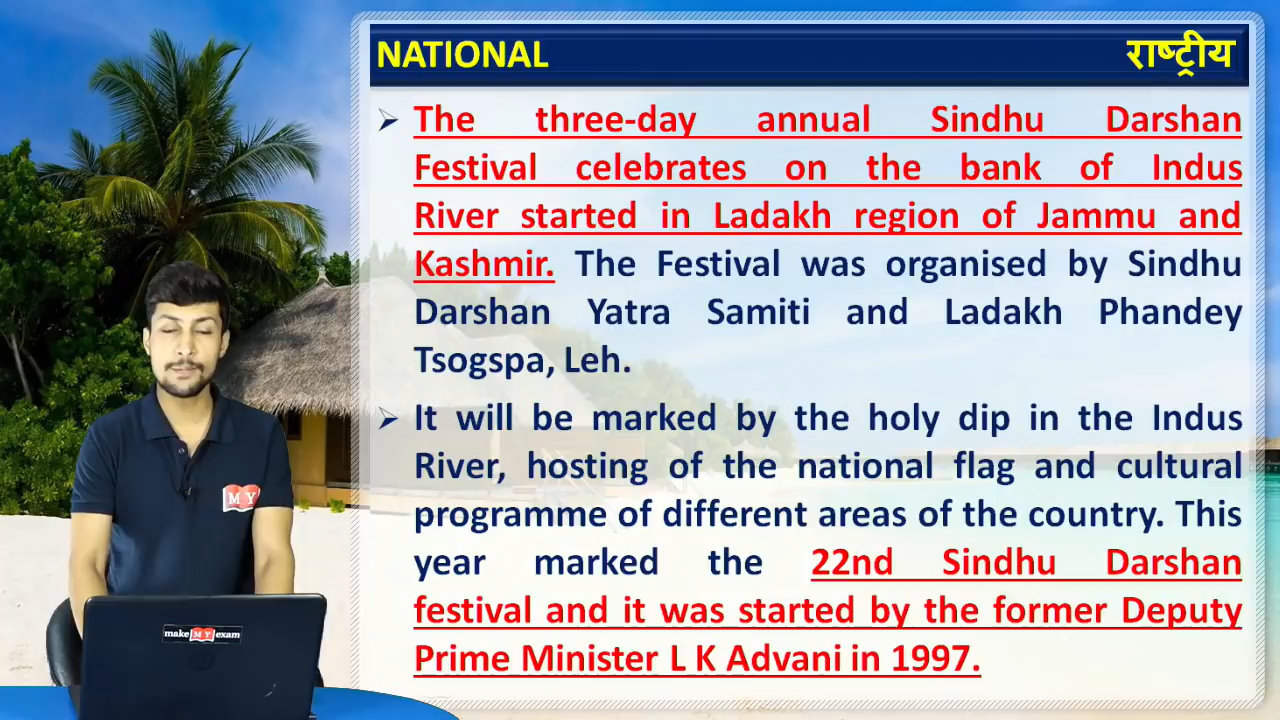 NATIONAL राष्ट्रीय
The three-day annual Sindhu Darshan
Festival celebrates on the bank of Indus
River started in Ladakh region of Jammu and
Kashmir. The Festival was organised by Sindhu
Darshan Yatra Samiti and Ladakh Phandey
Tsogspa, Leh.
It will be marked by the holy dip in the Indus
River, hosting of the national flag and cultural
programme of different areas of the country. This
year marked the 22nd Sindhu Darshan
festival and it was started by the former Deputy
Prime Minister L K Advani in 1997.
MY
make MY exam